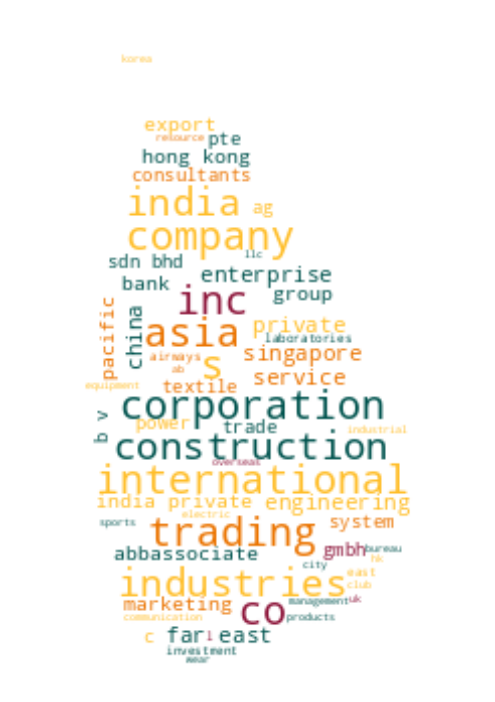 korea
export
resource pte
hong kong
consultants
india ag
company
llc
sdn bhd
enterprise
bank
inc group
pacific
china
asia private
laboratories
airways s singapore
ab
equipment textile service
corporation
b v
power trade industrial
construction
overseas
international
india private engineering
electric
sports trading system
abbassociate gmbh bureau
hk
city
east
industries club
marketing co management uk
communication products
c far l east
investment
wear